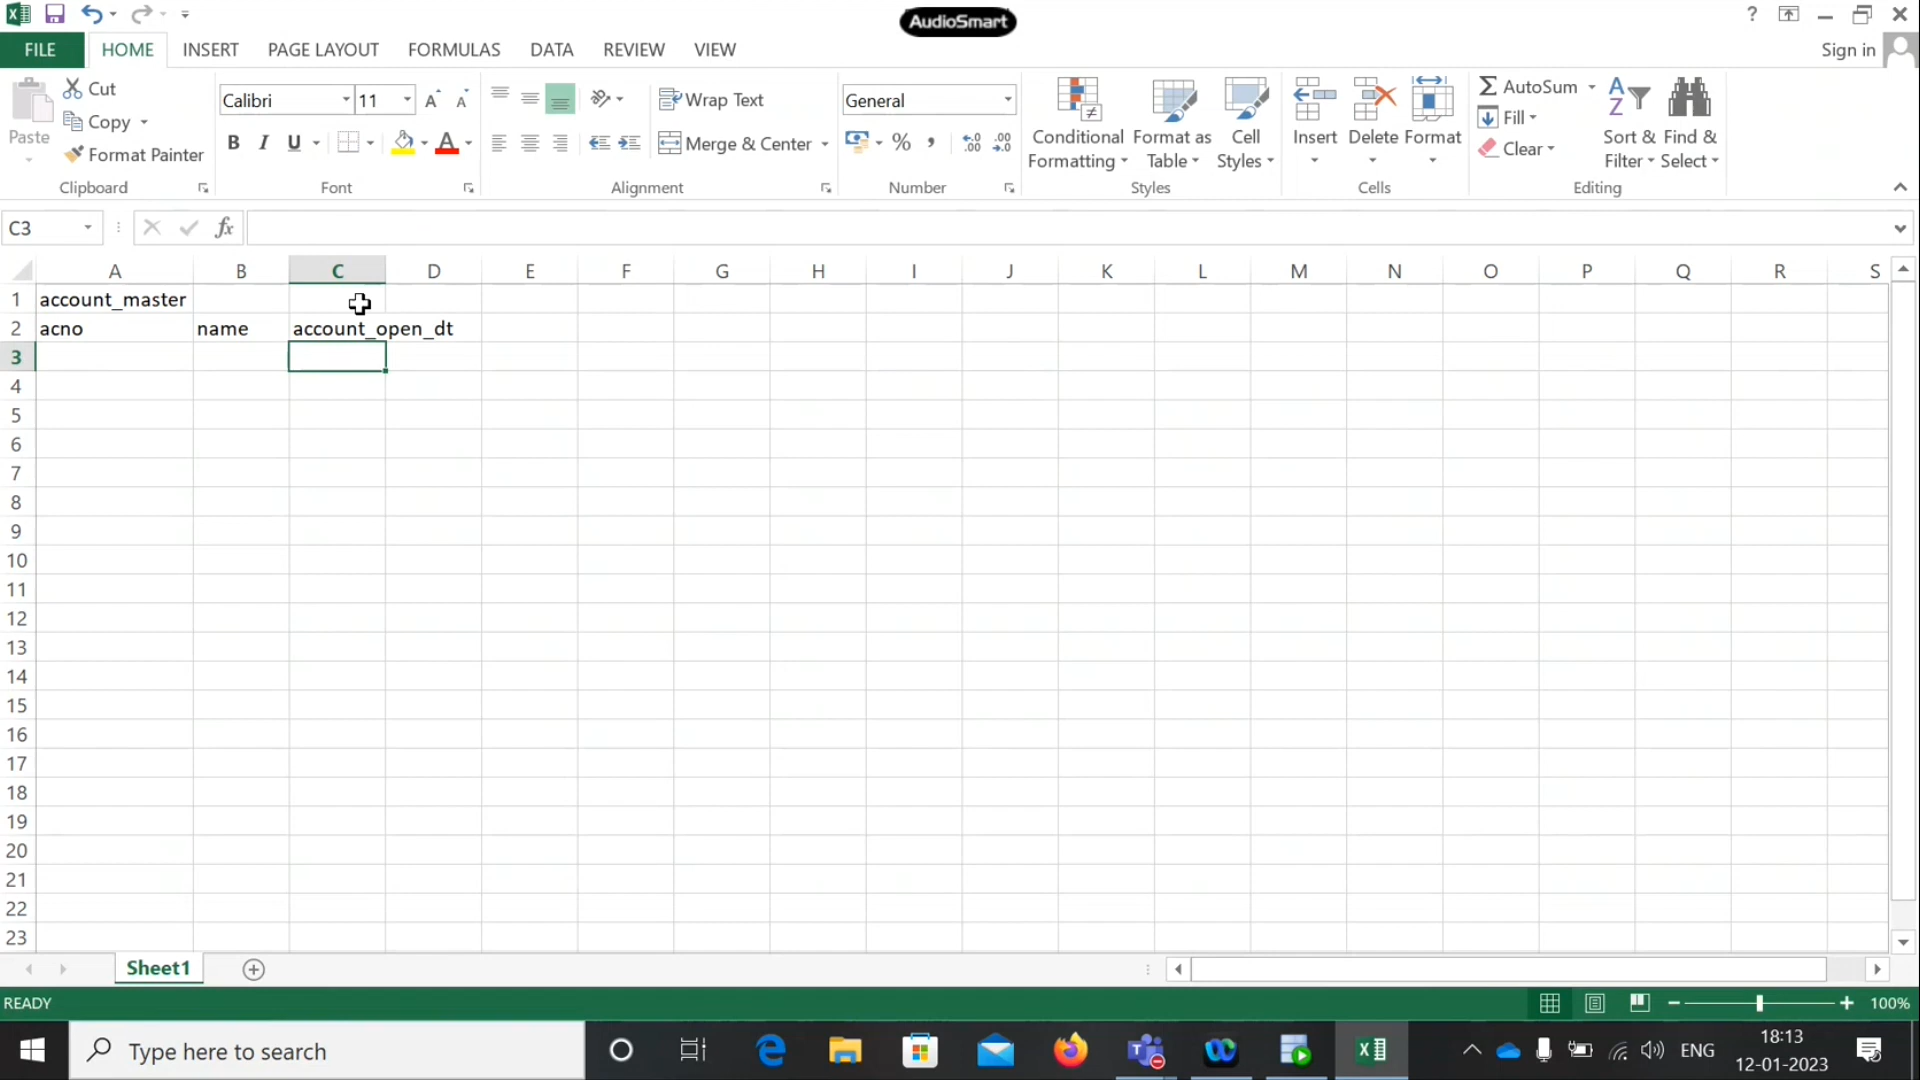 AudioSmart
FILE HOME INSERT PAGE LAYOUT FORMULAS DATA REVIEW VIEW Sign in
Paste
Cut
Copy
Format Painter
Clipboard
Calibri 11
B I U A
Font
Wrap Text
Merge & Center
Alignment
General
%
Number
Conditional Formatting
Format as Table
Cell Styles
Styles
Insert
Delete
Format
Cells
AutoSum
Fill
Clear
Sort & Filter
Find & Select
Editing
C3 fx
A B C D E F G H I J K L M N O P Q R S
1 account_master
2 acno name account_open_dt
3
4
5
6
7
8
9
10
11
12
13
14
15
16
17
18
19
20
21
22
23
Sheet1
READY 100%
Type here to search
ENG
18:13
12-01-2023